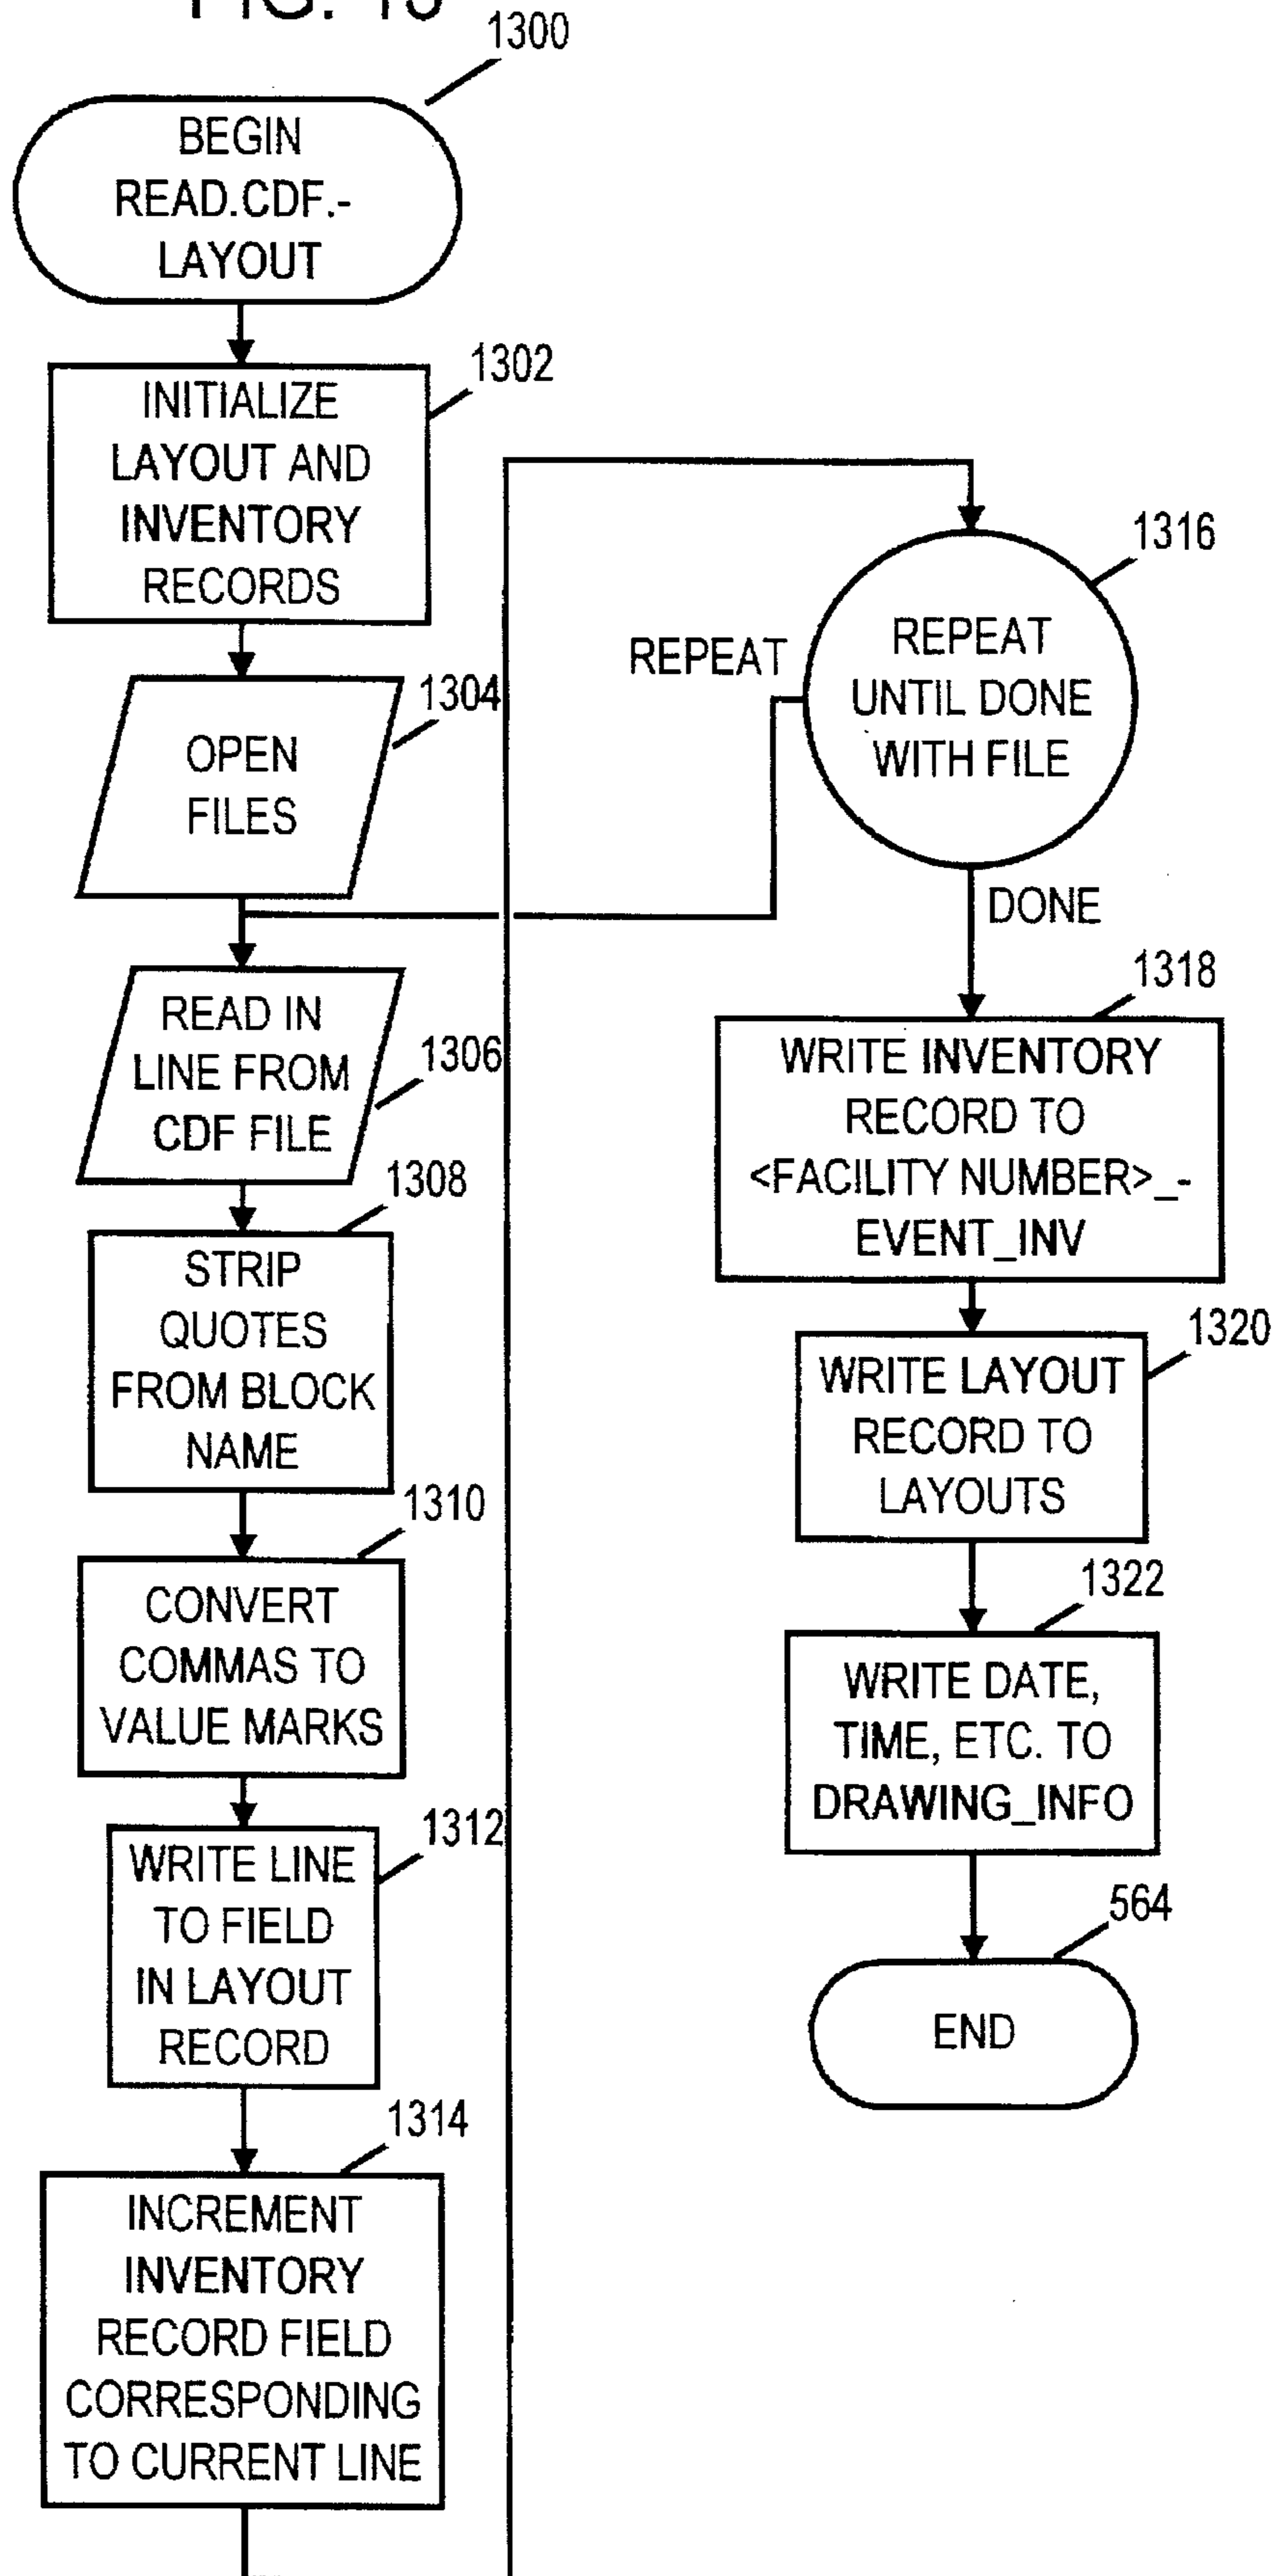 FIG. 13
1300
BEGIN
READ.CDF.-
LAYOUT
1302
INITIALIZE
LAYOUT AND
INVENTORY
RECORDS
1304
OPEN
FILES
1306
READ IN
LINE FROM
CDF FILE
1308
STRIP
QUOTES
FROM BLOCK
NAME
1310
CONVERT
COMMAS TO
VALUE MARKS
1312
WRITE LINE
TO FIELD
IN LAYOUT
RECORD
1314
INCREMENT
INVENTORY
RECORD FIELD
CORRESPONDING
TO CURRENT LINE
1316
REPEAT
UNTIL DONE
WITH FILE
REPEAT
DONE
1318
WRITE INVENTORY
RECORD TO
<FACILITY NUMBER>_-
EVENT_INV
1320
WRITE LAYOUT
RECORD TO
LAYOUTS
1322
WRITE DATE,
TIME, ETC. TO
DRAWING_INFO
564
END